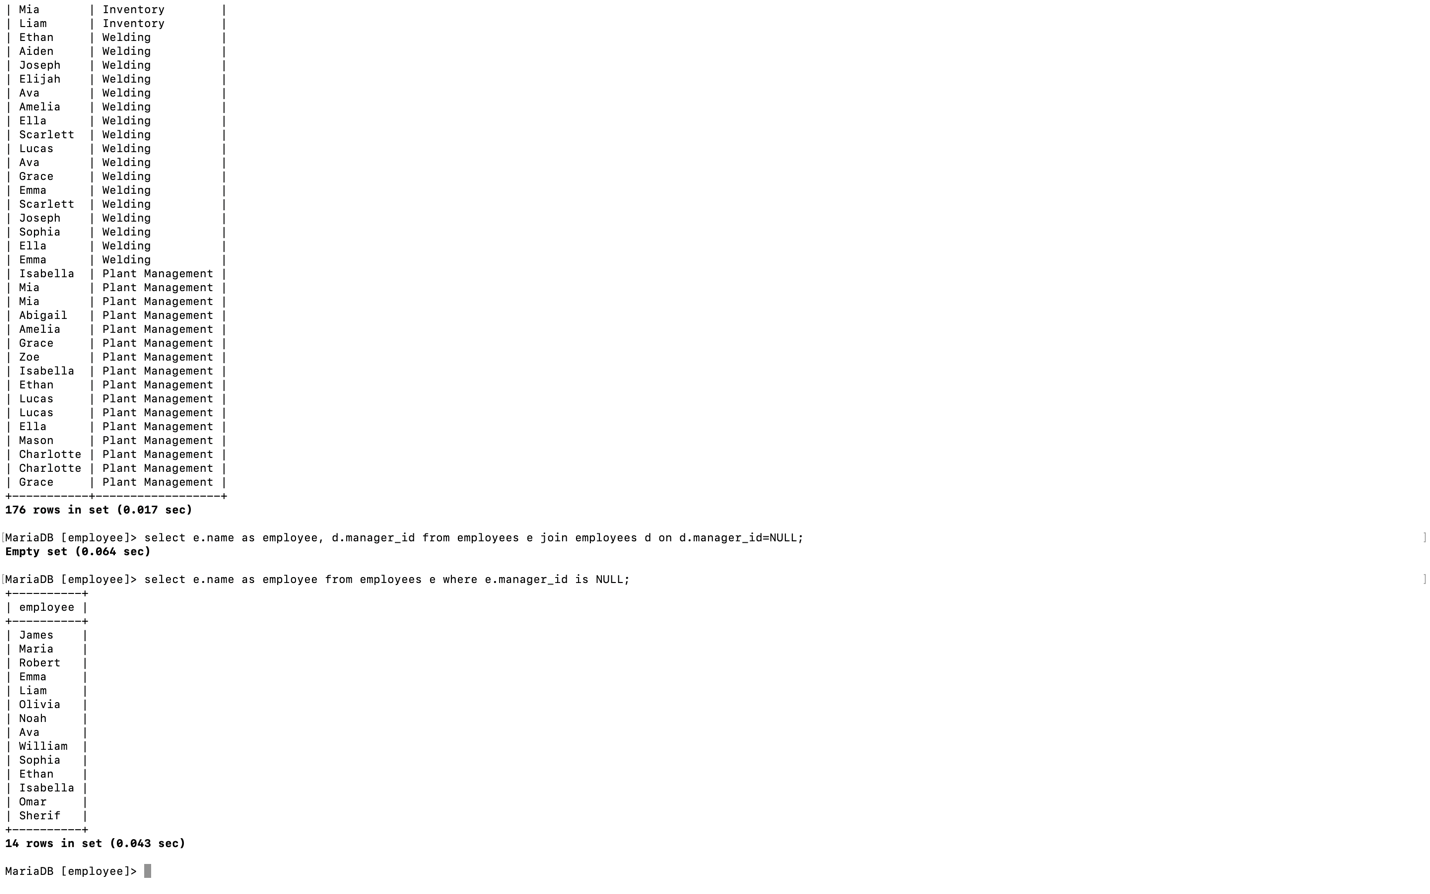 | Mia       | Inventory        |
| Liam      | Inventory        |
| Ethan     | Welding          |
| Aiden     | Welding          |
| Joseph    | Welding          |
| Elijah    | Welding          |
| Ava       | Welding          |
| Amelia    | Welding          |
| Ella      | Welding          |
| Scarlett  | Welding          |
| Lucas     | Welding          |
| Ava       | Welding          |
| Grace     | Welding          |
| Emma      | Welding          |
| Scarlett  | Welding          |
| Joseph    | Welding          |
| Sophia    | Welding          |
| Ella      | Welding          |
| Emma      | Welding          |
| Isabella  | Plant Management |
| Mia       | Plant Management |
| Mia       | Plant Management |
| Abigail   | Plant Management |
| Amelia    | Plant Management |
| Grace     | Plant Management |
| Zoe       | Plant Management |
| Isabella  | Plant Management |
| Ethan     | Plant Management |
| Lucas     | Plant Management |
| Lucas     | Plant Management |
| Ella      | Plant Management |
| Mason     | Plant Management |
| Charlotte | Plant Management |
| Charlotte | Plant Management |
| Grace     | Plant Management |
+-----------+------------------+
176 rows in set (0.017 sec)
[MariaDB [employee]> select e.name as employee, d.manager_id from employees e join employees d on d.manager_id=NULL; ]
Empty set (0.064 sec)
[MariaDB [employee]> select e.name as employee from employees e where e.manager_id is NULL; ]
+----------+
| employee |
+----------+
| James    |
| Maria    |
| Robert   |
| Emma     |
| Liam     |
| Olivia   |
| Noah     |
| Ava      |
| William  |
| Sophia   |
| Ethan    |
| Isabella |
| Omar     |
| Sherif   |
+----------+
14 rows in set (0.043 sec)
MariaDB [employee]>